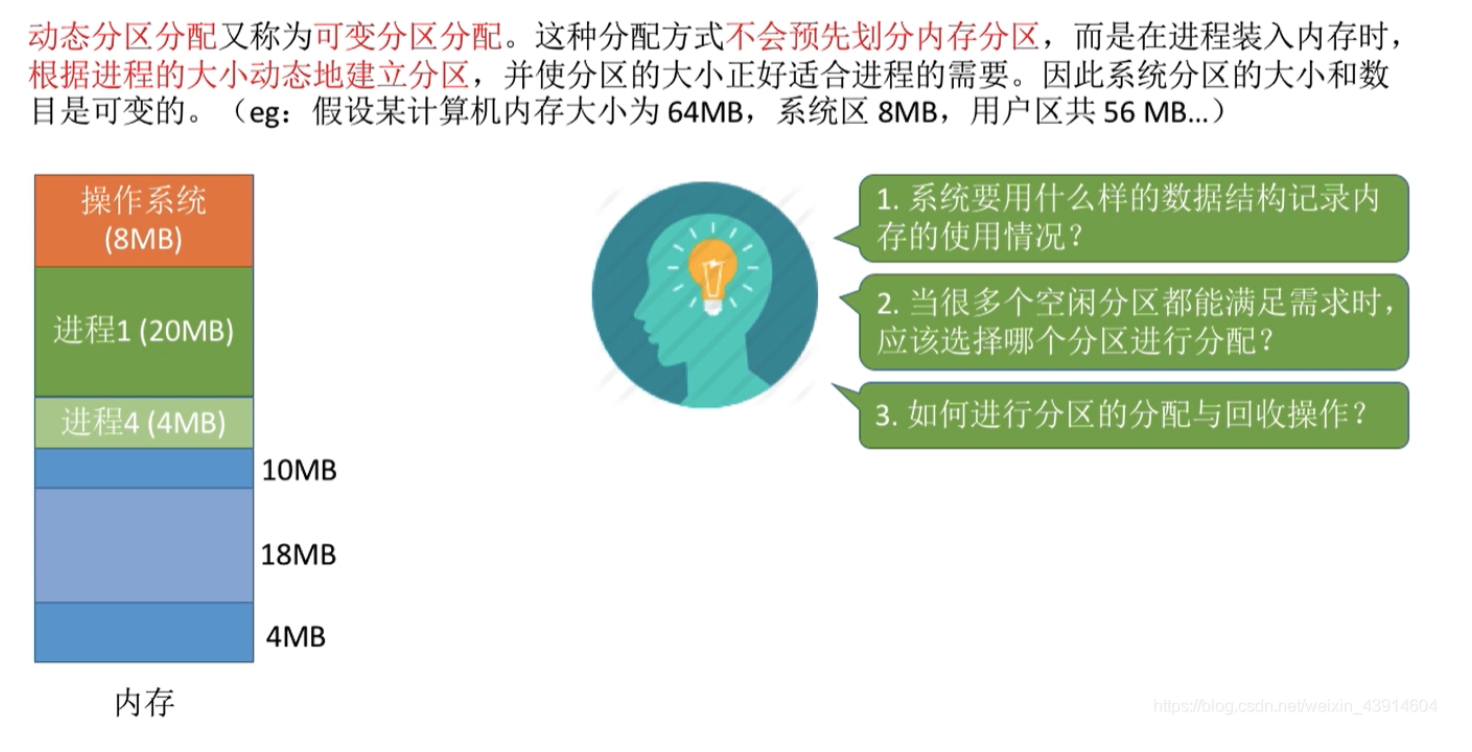 动态分区分配又称为可变分区分配。这种分配方式不会预先划分内存分区，而是在进程装入内存时，
根据进程的大小动态地建立分区，并使分区的大小正好适合进程的需要。因此系统分区的大小和数
目是可变的。（eg：假设某计算机内存大小为 64MB，系统区 8MB，用户区共 56 MB…）
操作系统
(8MB)
进程1 (20MB)
进程4 (4MB)
10MB
18MB
4MB
内存
1. 系统要用什么样的数据结构记录内
存的使用情况？
2. 当很多个空闲分区都能满足需求时，
应该选择哪个分区进行分配？
3. 如何进行分区的分配与回收操作？
https://blog.csdn.net/weixin_43914604